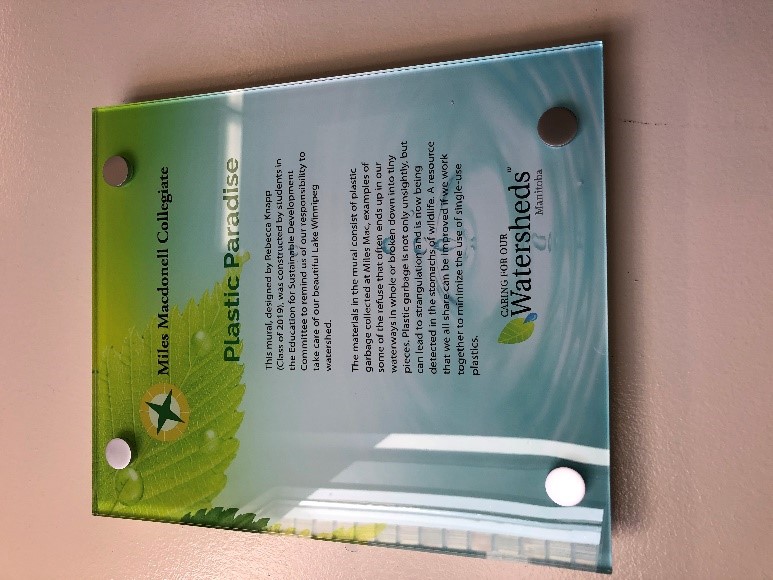 Miles Macdonell Collegiate
Plastic Paradise
This mural, designed by Rebecca Knapp
(Class of 2019), was constructed by students in
the Education for Sustainable Development
Committee to remind us of our responsibility to
take care of our beautiful Lake Winnipeg
watershed.
The materials in the mural consist of plastic
garbage collected at Miles Mac, examples of
some of the refuse that often ends up in our
waterways in whole or broken down into tiny
pieces. Plastic garbage is not only unsightly, but
can lead to strangulation and is now being
detected in the stomachs of wildlife. A resource
that we all share can be improved if we work
together to minimize the use of single-use
plastics.
CARING FOR OUR
Watersheds™
Manitoba